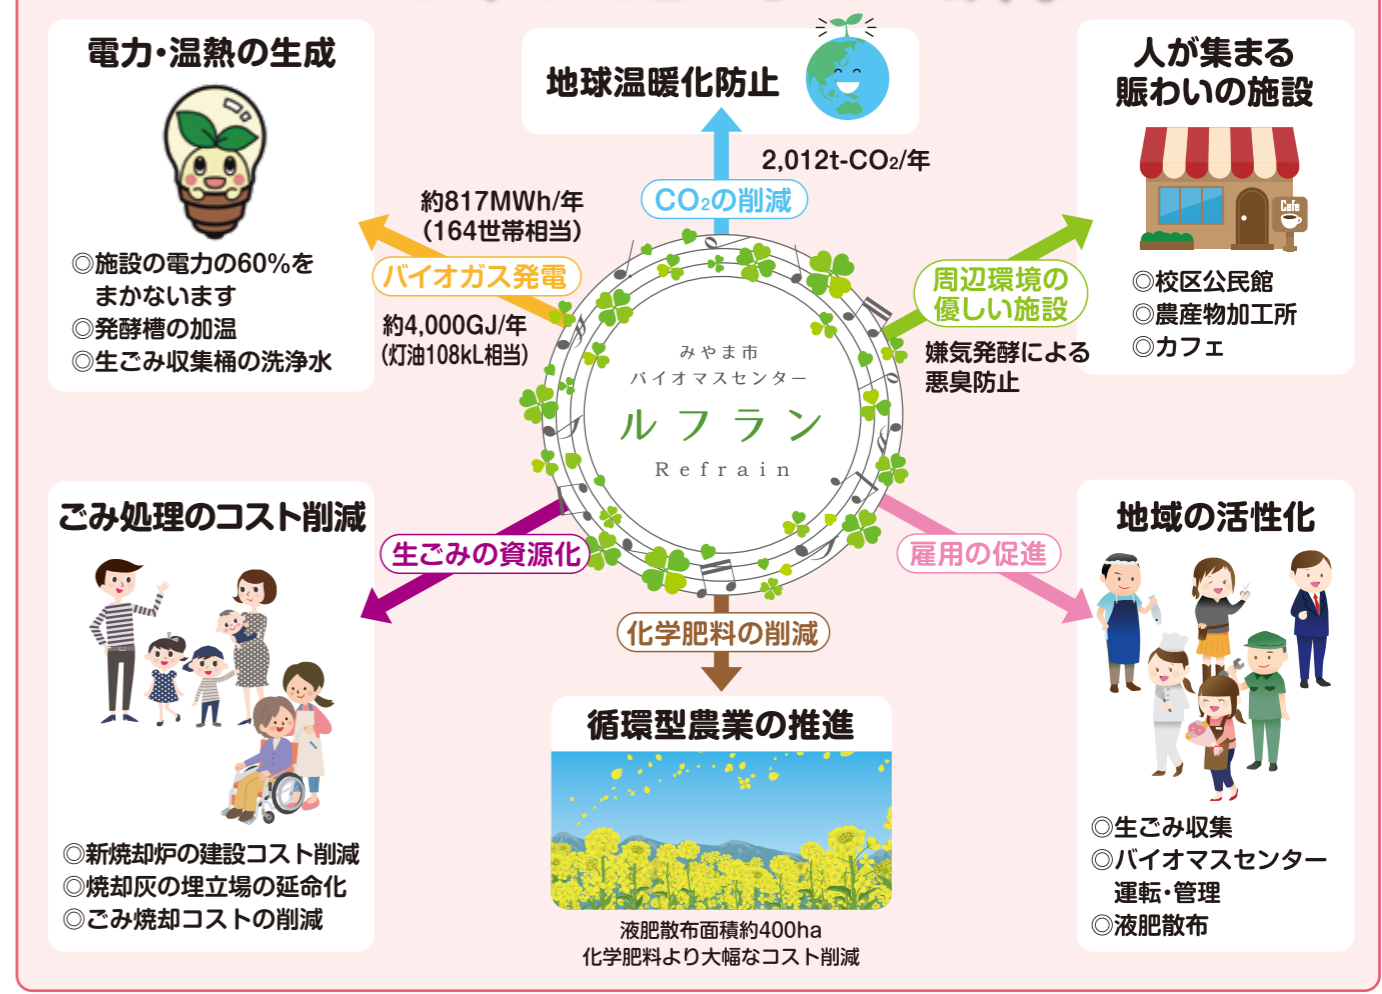 電力・温熱の生成
◎施設の電力の60%を
まかないます
◎発酵槽の加温
◎生ごみ収集桶の洗浄水
約817MWh/年
（164世帯相当）
バイオガス発電
約4,000GJ/年
（灯油108kL相当）
地球温暖化防止
2,012t-CO₂/年
CO₂の削減
人が集まる
賑わいの施設
Cafe
◎校区公民館
◎農産物加工所
◎カフェ
周辺環境の
優しい施設
嫌気発酵による
悪臭防止
みやま市
バイオマスセンター
ルフラン
Refrain
ごみ処理のコスト削減
生ごみの資源化
◎新焼却炉の建設コスト削減
◎焼却灰の埋立場の延命化
◎ごみ焼却コストの削減
化学肥料の削減
循環型農業の推進
液肥散布面積約400ha
化学肥料より大幅なコスト削減
雇用の促進
地域の活性化
◎生ごみ収集
◎バイオマスセンター
運転・管理
◎液肥散布